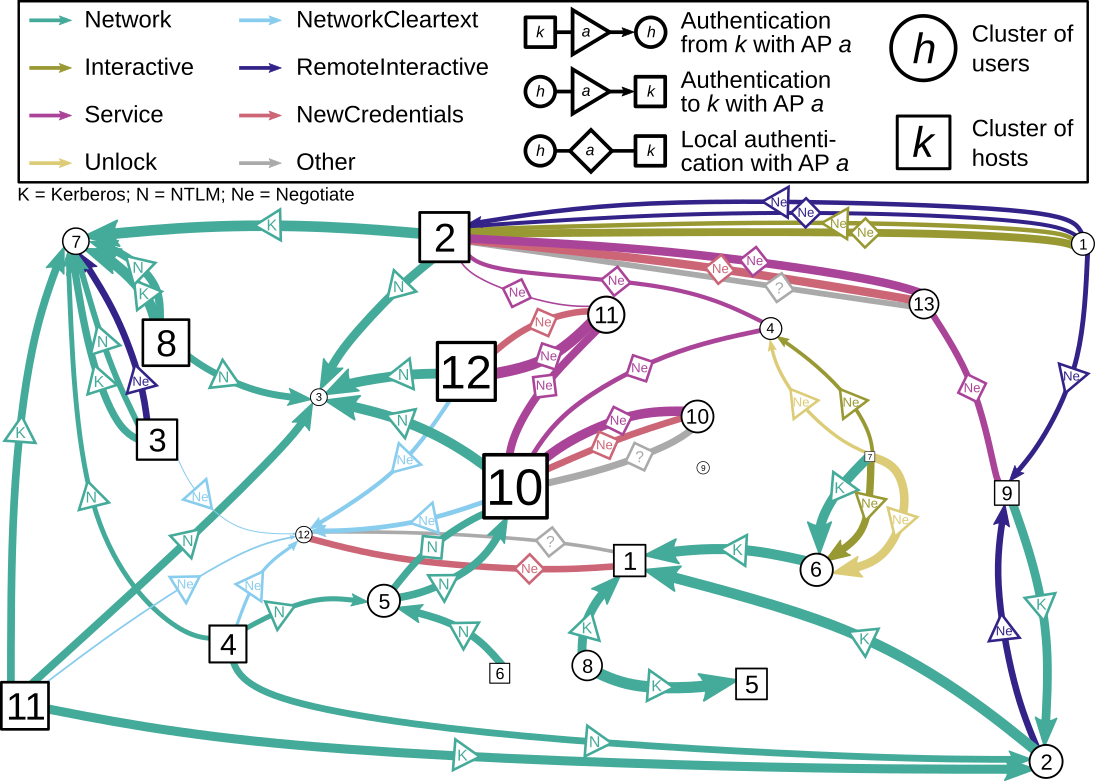 Network
Interactive
Service
Unlock
NetworkCleartext
RemoteInteractive
NewCredentials
Other
k a h
Authentication
from k with AP a
h a k
Authentication
to k with AP a
h a k
Local authenti-
cation with AP a
h
Cluster of
users
k
Cluster of
hosts
K = Kerberos; N = NTLM; Ne = Negotiate
Ne
Ne
Ne
Ne
K
7
2
1
N
K
N
Ne
Ne
Ne
Ne
?
13
11
8
Ne
4
N
Ne
12
N
Ne
Ne
Ne
Ne
N
K
Ne
3
Ne
Ne
Ne
10
K
3
N
Ne
Ne
?
Ne
7
9
K
N
Ne
10
9
Ne
Ne
Ne
N
12
N
?
1
K
6
Ne
Ne
Ne
N
5
N
N
K
Ne
K
4
6
8
K
5
K
11
N
K
2